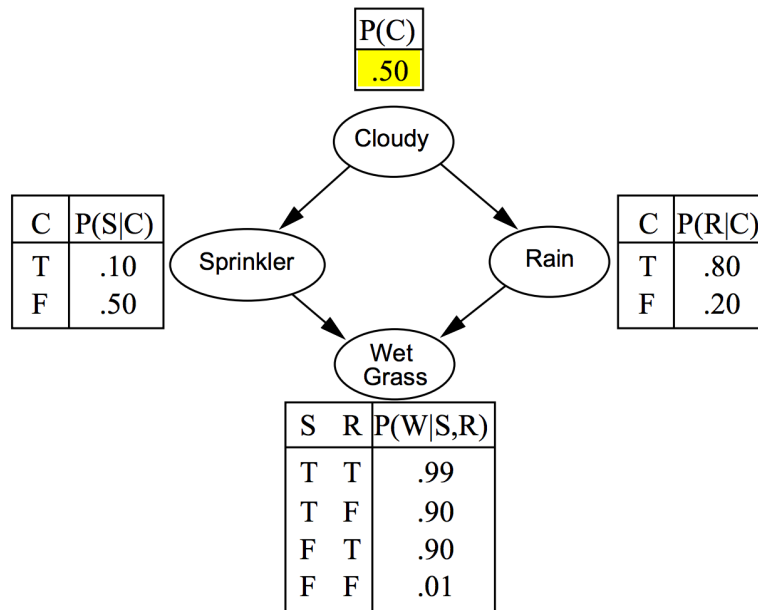 P(C)
.50
Cloudy
C P(S|C)
T .10
F .50
Sprinkler
Rain
C P(R|C)
T .80
F .20
Wet
Grass
S R P(W|S,R)
T T .99
T F .90
F T .90
F F .01